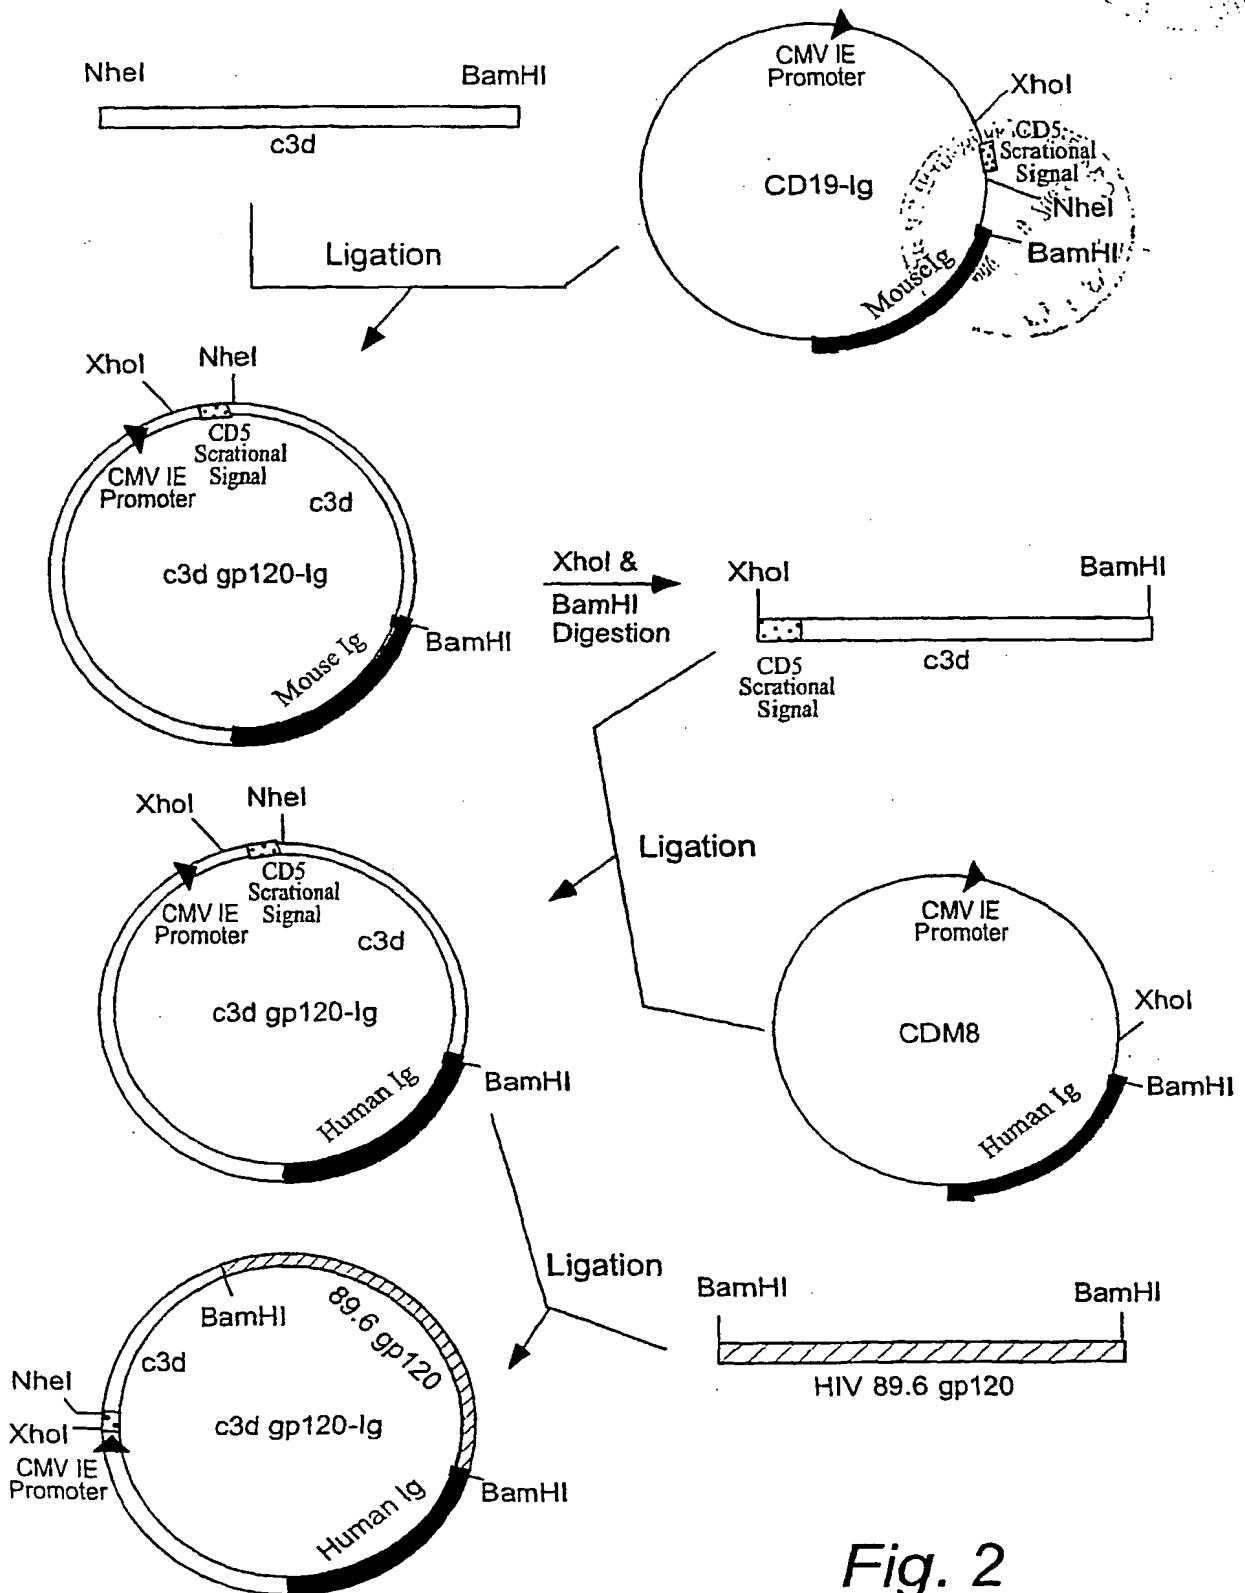 NheI
BamHI
c3d
CMV IE
Promoter
XhoI
CD5
Scrational
Signal
CD19-Ig
NheI
BamHI
MouseIg
Ligation
XhoI
NheI
CD5
Scrational
Signal
CMV IE
Promoter
c3d
c3d gp120-Ig
BamHI
Mouse Ig
XhoI &
BamHI
Digestion
XhoI
BamHI
CD5
Scrational
Signal
c3d
Ligation
XhoI
NheI
CD5
Scrational
Signal
CMV IE
Promoter
c3d
c3d gp120-Ig
BamHI
Human Ig
CMV IE
Promoter
CDM8
XhoI
BamHI
Human Ig
Ligation
BamHI
BamHI
HIV 89.6 gp120
BamHI
89.6 gp120
c3d
NheI
XhoI
CMV IE
Promoter
c3d gp120-Ig
BamHI
Human Ig
Fig. 2